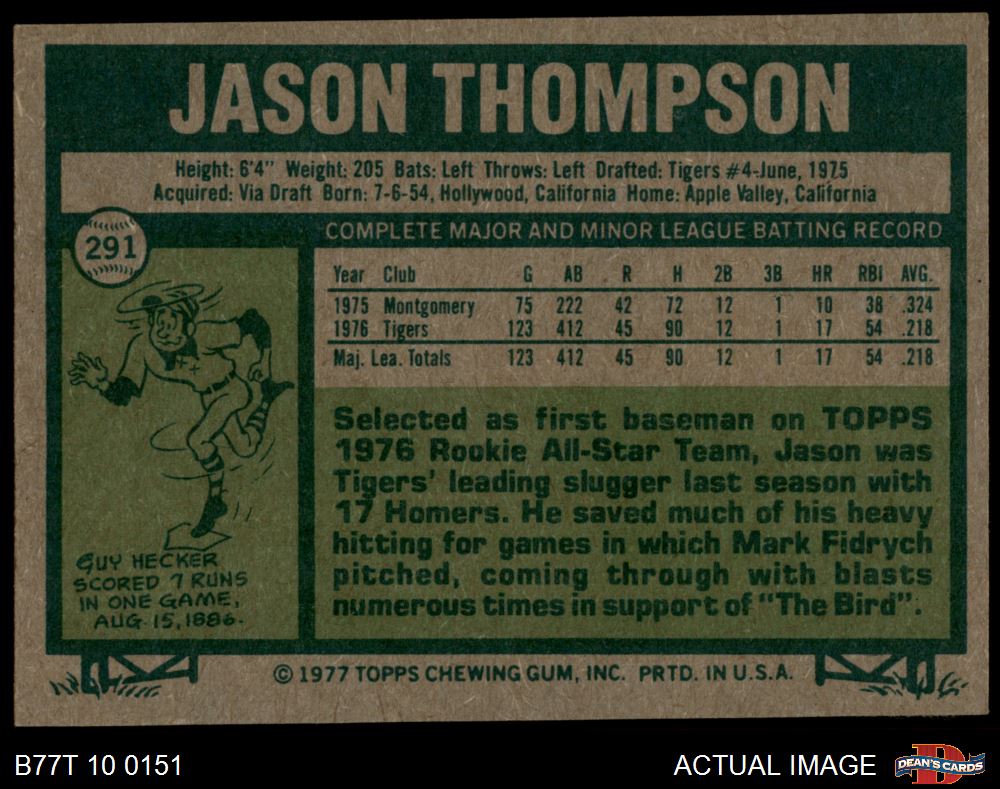 JASON THOMPSON
Height: 6'4" Weight: 205 Bats: Left Throws: Left Drafted: Tigers #4-June, 1975
Acquired: Via Draft Born: 7-6-54, Hollywood, California Home: Apple Valley, California
291
COMPLETE MAJOR AND MINOR LEAGUE BATTING RECORD
Year Club G AB R H 2B 3B HR RBI AVG.
1975 Montgomery 75 222 42 72 12 1 10 38 .324
1976 Tigers 123 412 45 90 12 1 17 54 .218
Maj. Lea. Totals 123 412 45 90 12 1 17 54 .218
Selected as first baseman on TOPPS
1976 Rookie All-Star Team, Jason was
Tigers' leading slugger last season with
17 Homers. He saved much of his heavy
hitting for games in which Mark Fidrych
pitched, coming through with blasts
numerous times in support of "The Bird".
GUY HECKER
SCORED 7 RUNS
IN ONE GAME,
AUG. 15, 1886.
© 1977 TOPPS CHEWING GUM, INC. PRTD. IN U.S.A.
B77T 10 0151
ACTUAL IMAGE
DEAN'S CARDS